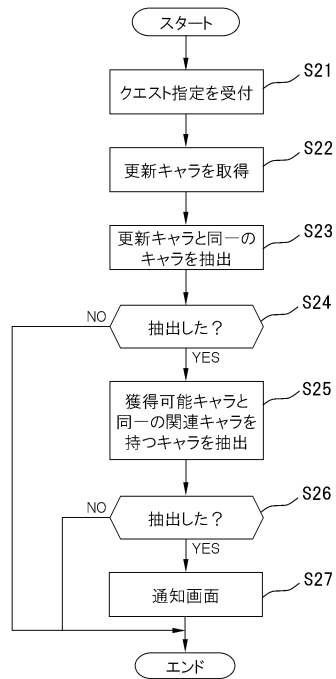 スタート
クエスト指定を受付
S21
更新キャラを取得
S22
更新キャラと同一の
キャラを抽出
S23
抽出した？
S24
NO
YES
獲得可能キャラと
同一の関連キャラを
持つキャラを抽出
S25
抽出した？
S26
NO
YES
通知画面
S27
エンド